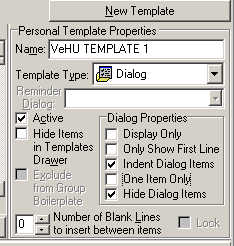 New Template
Personal Template Properties
Name: VeHU TEMPLATE 1
Template Type: Dialog
Reminder
Dialog:
Active
Hide Items
in Templates
Drawer
Exclude
from Group
Boilerplate
Dialog Properties
Display Only
Only Show First Line
Indent Dialog Items
One Item Only
Hide Dialog Items
0 Number of Blank Lines
to insert between items
Lock